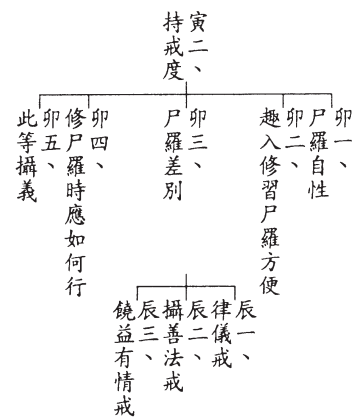 寅二、
持戒度
卯一、
尸羅自性
卯二、
趣入修習尸羅方便
卯三、
尸羅差別
卯四、
修尸羅時應如何行
卯五、
此等攝義
辰一、
律儀戒
辰二、
攝善法戒
辰三、
饒益有情戒